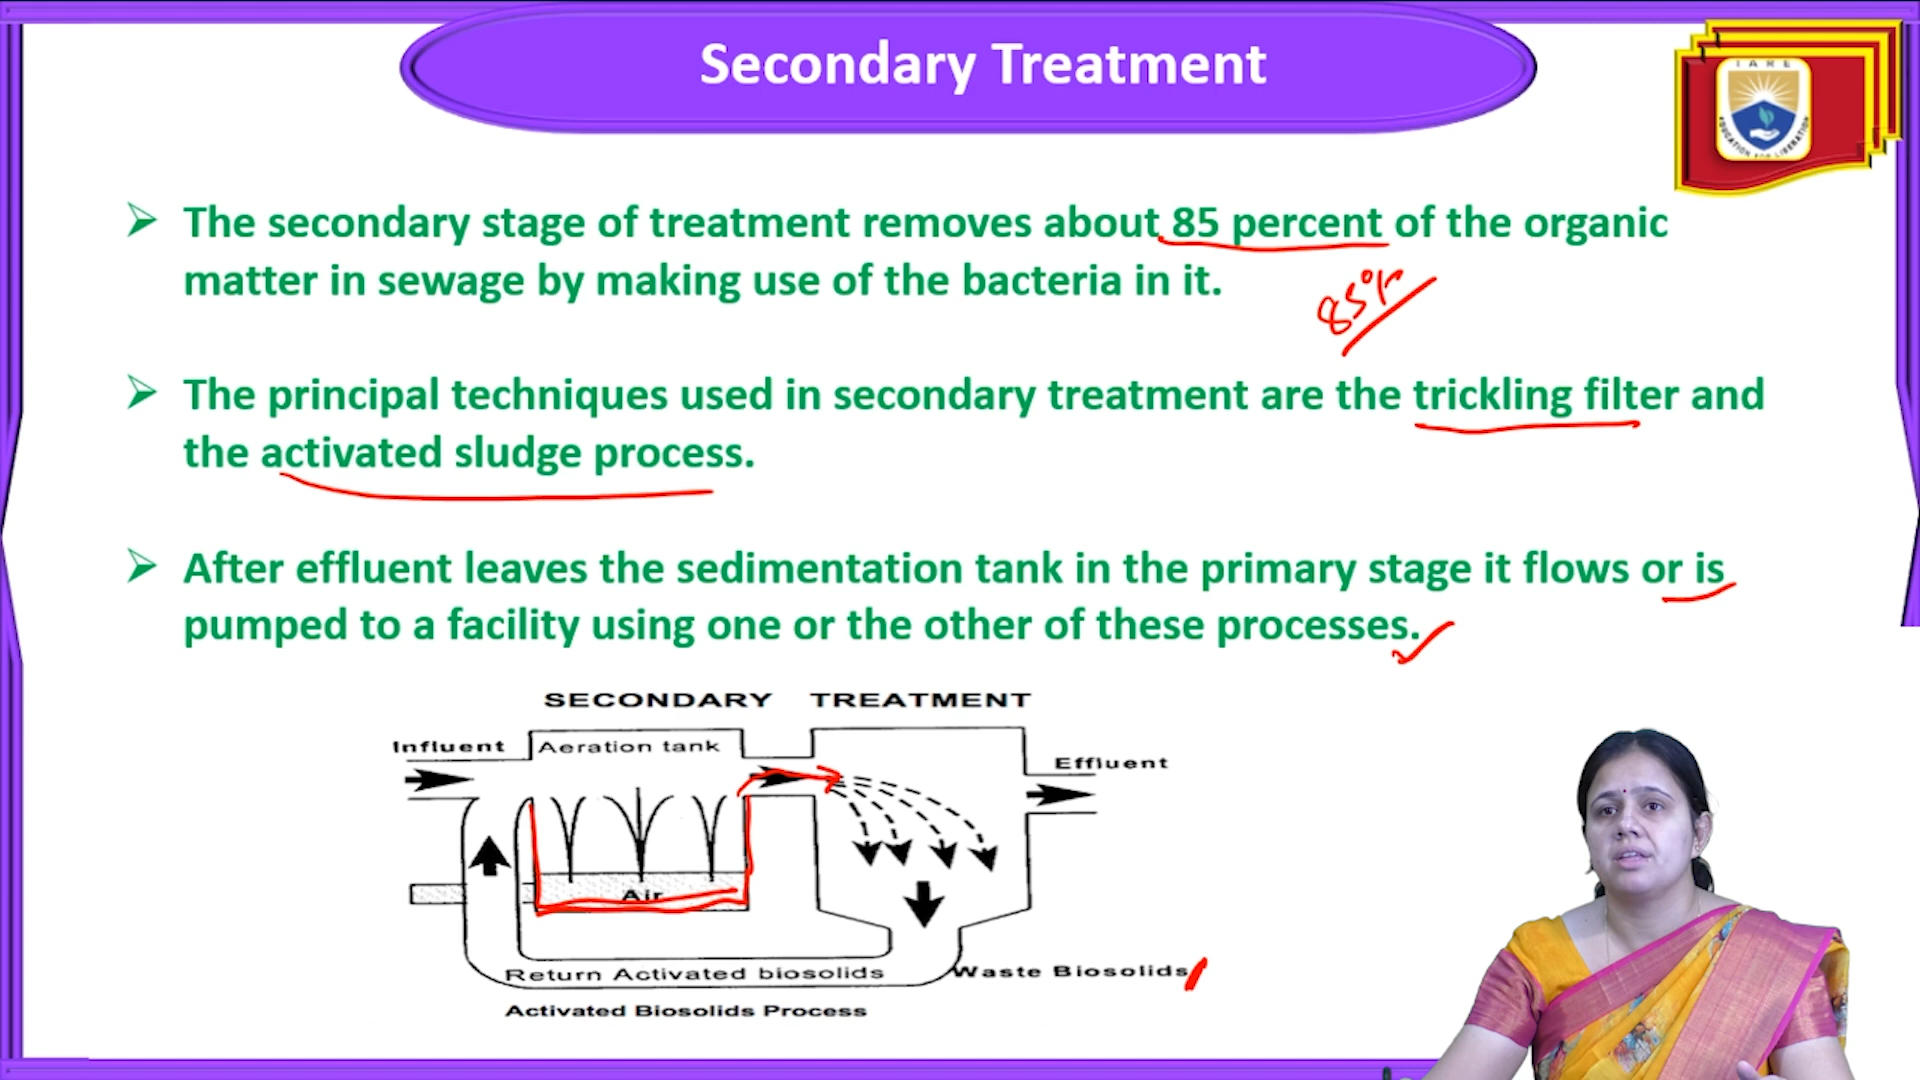 Secondary Treatment
IARE
EDUCATION FOR LIBERATION
The secondary stage of treatment removes about 85 percent of the organic
matter in sewage by making use of the bacteria in it.
85%
The principal techniques used in secondary treatment are the trickling filter and
the activated sludge process.
After effluent leaves the sedimentation tank in the primary stage it flows or is
pumped to a facility using one or the other of these processes.
SECONDARY TREATMENT
Influent
Aeration tank
Effluent
Air
Return Activated biosolids
Waste Biosolids
Activated Biosolids Process